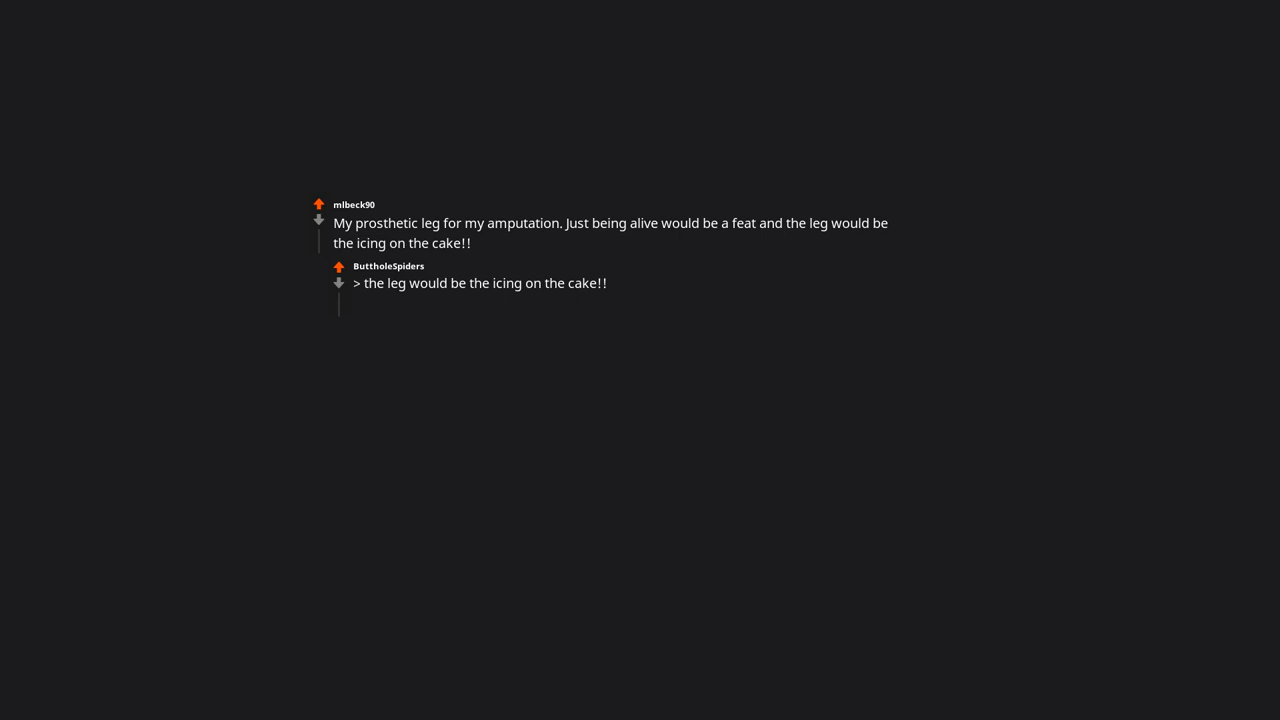 mlbeck90
My prosthetic leg for my amputation. Just being alive would be a feat and the leg would be
the icing on the cake!!
ButtholeSpiders
> the leg would be the icing on the cake!!